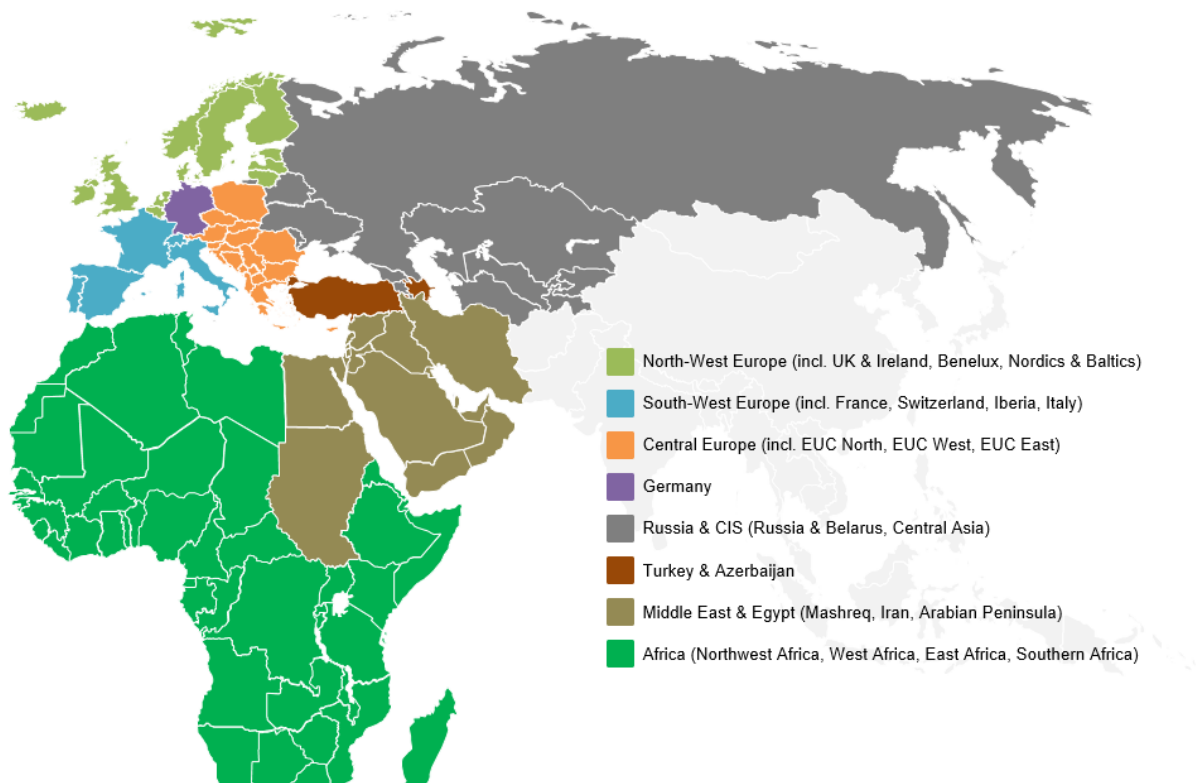 North-West Europe (incl. UK & Ireland, Benelux, Nordics & Baltics)
South-West Europe (incl. France, Switzerland, Iberia, Italy)
Central Europe (incl. EUC North, EUC West, EUC East)
Germany
Russia & CIS (Russia & Belarus, Central Asia)
Turkey & Azerbaijan
Middle East & Egypt (Mashreq, Iran, Arabian Peninsula)
Africa (Northwest Africa, West Africa, East Africa, Southern Africa)